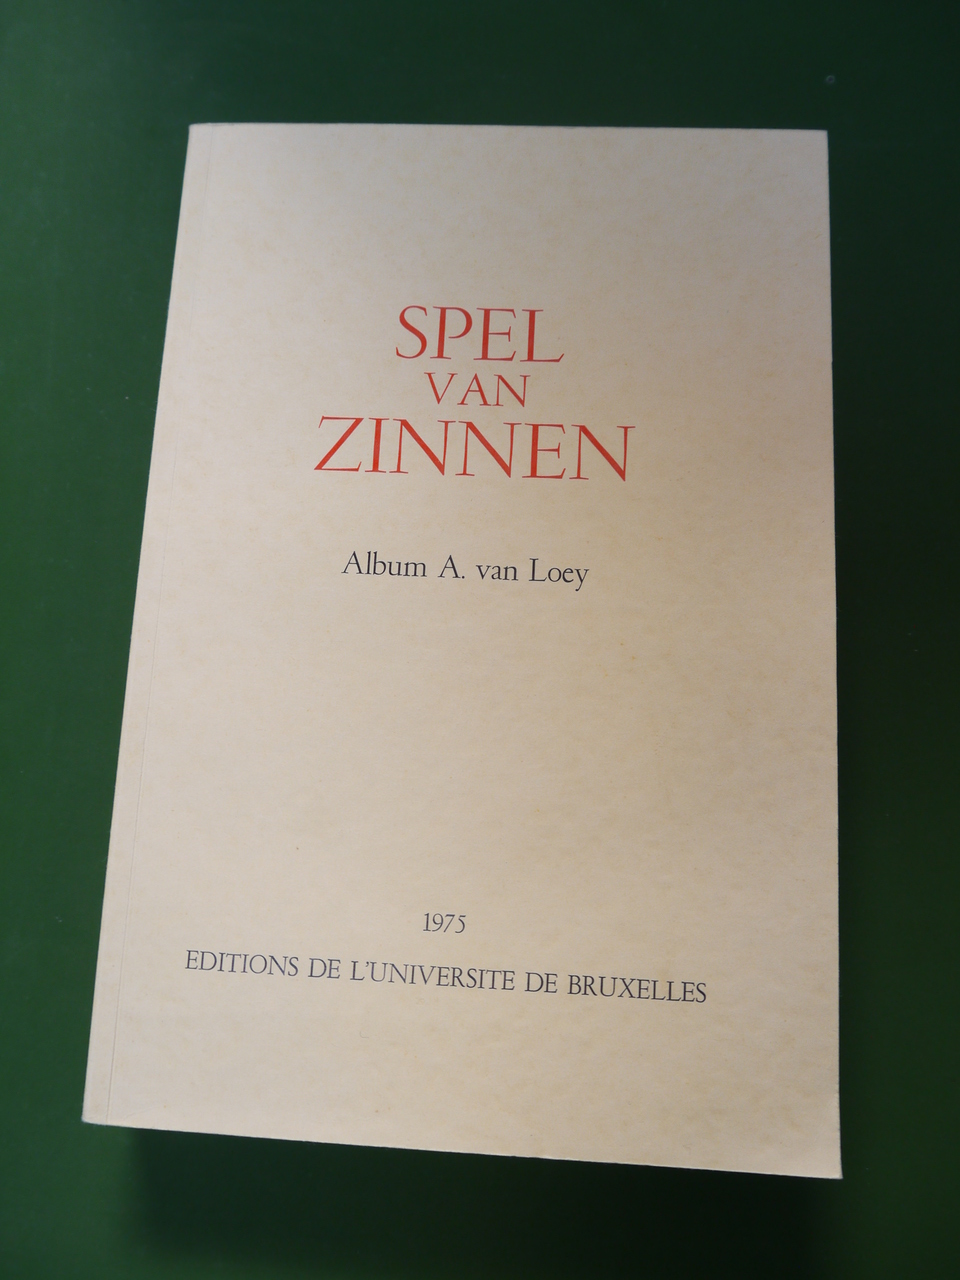 SPEL
VAN
ZINNEN
Album A. van Loey
1975
EDITIONS DE L'UNIVERSITE DE BRUXELLES